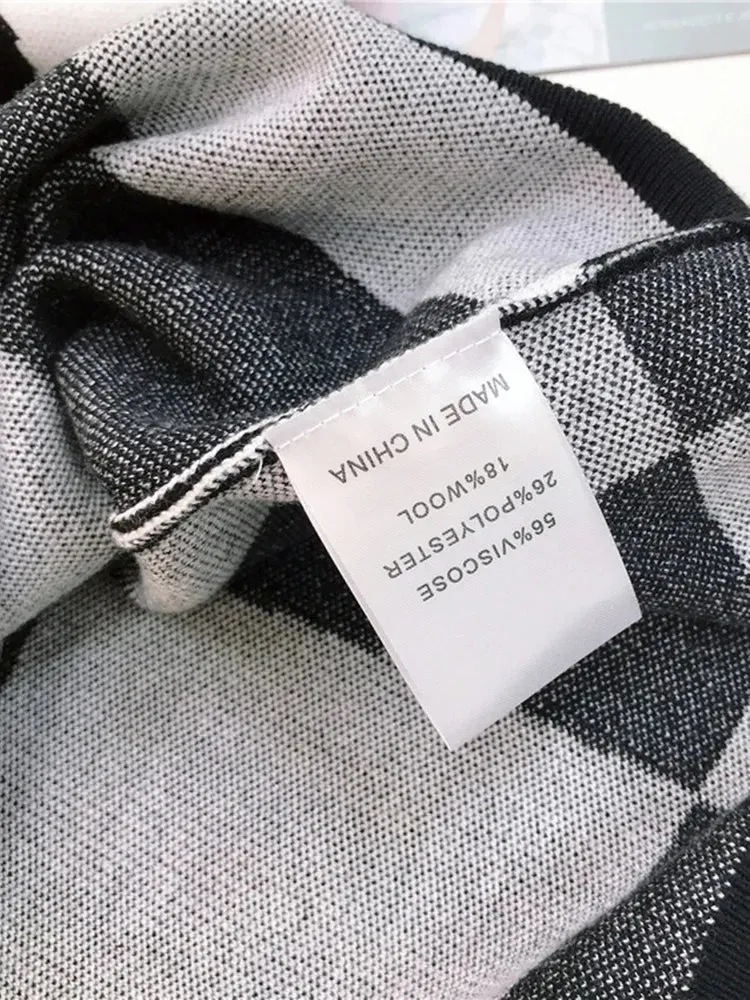 56%VISCOSE
26%POLYESTER
18%WOOL
MADE IN CHINA